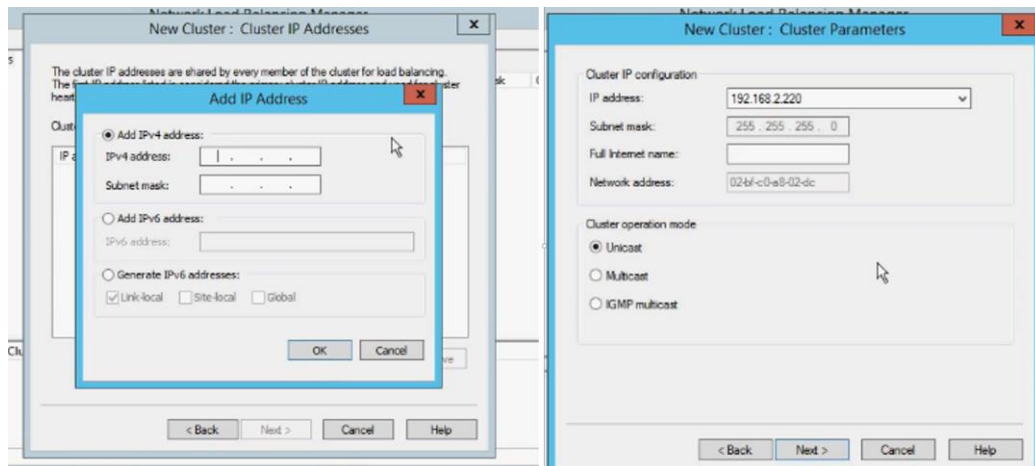 Network Load Balancing Manager
New Cluster : Cluster IP Addresses
x
The cluster IP addresses are shared by every member of the cluster for load balancing.
Add IP Address
x
Add IPv4 address:
IPv4 address:
Subnet mask:
Add IPv6 address:
IPv6 address:
Generate IPv6 addresses:
Link-local Site-local Global
OK Cancel
< Back Next > Cancel Help
Network Load Balancing Manager
New Cluster : Cluster Parameters
x
Cluster IP configuration
IP address: 192.168.2.220
Subnet mask: 255 . 255 . 255 . 0
Full Internet name:
Network address: 02-bf-c0-a8-02-dc
Cluster operation mode
Unicast
Multicast
IGMP multicast
< Back Next > Cancel Help